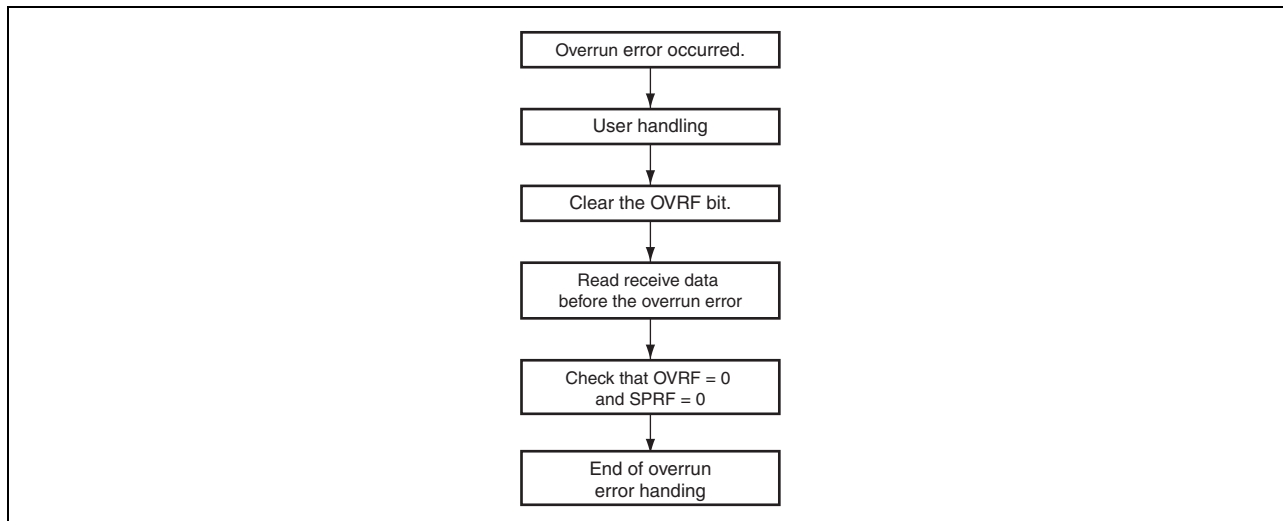 Overrun error occurred.
User handling
Clear the OVRF bit.
Read receive data
before the overrun error
Check that OVRF = 0
and SPRF = 0
End of overrun
error handing